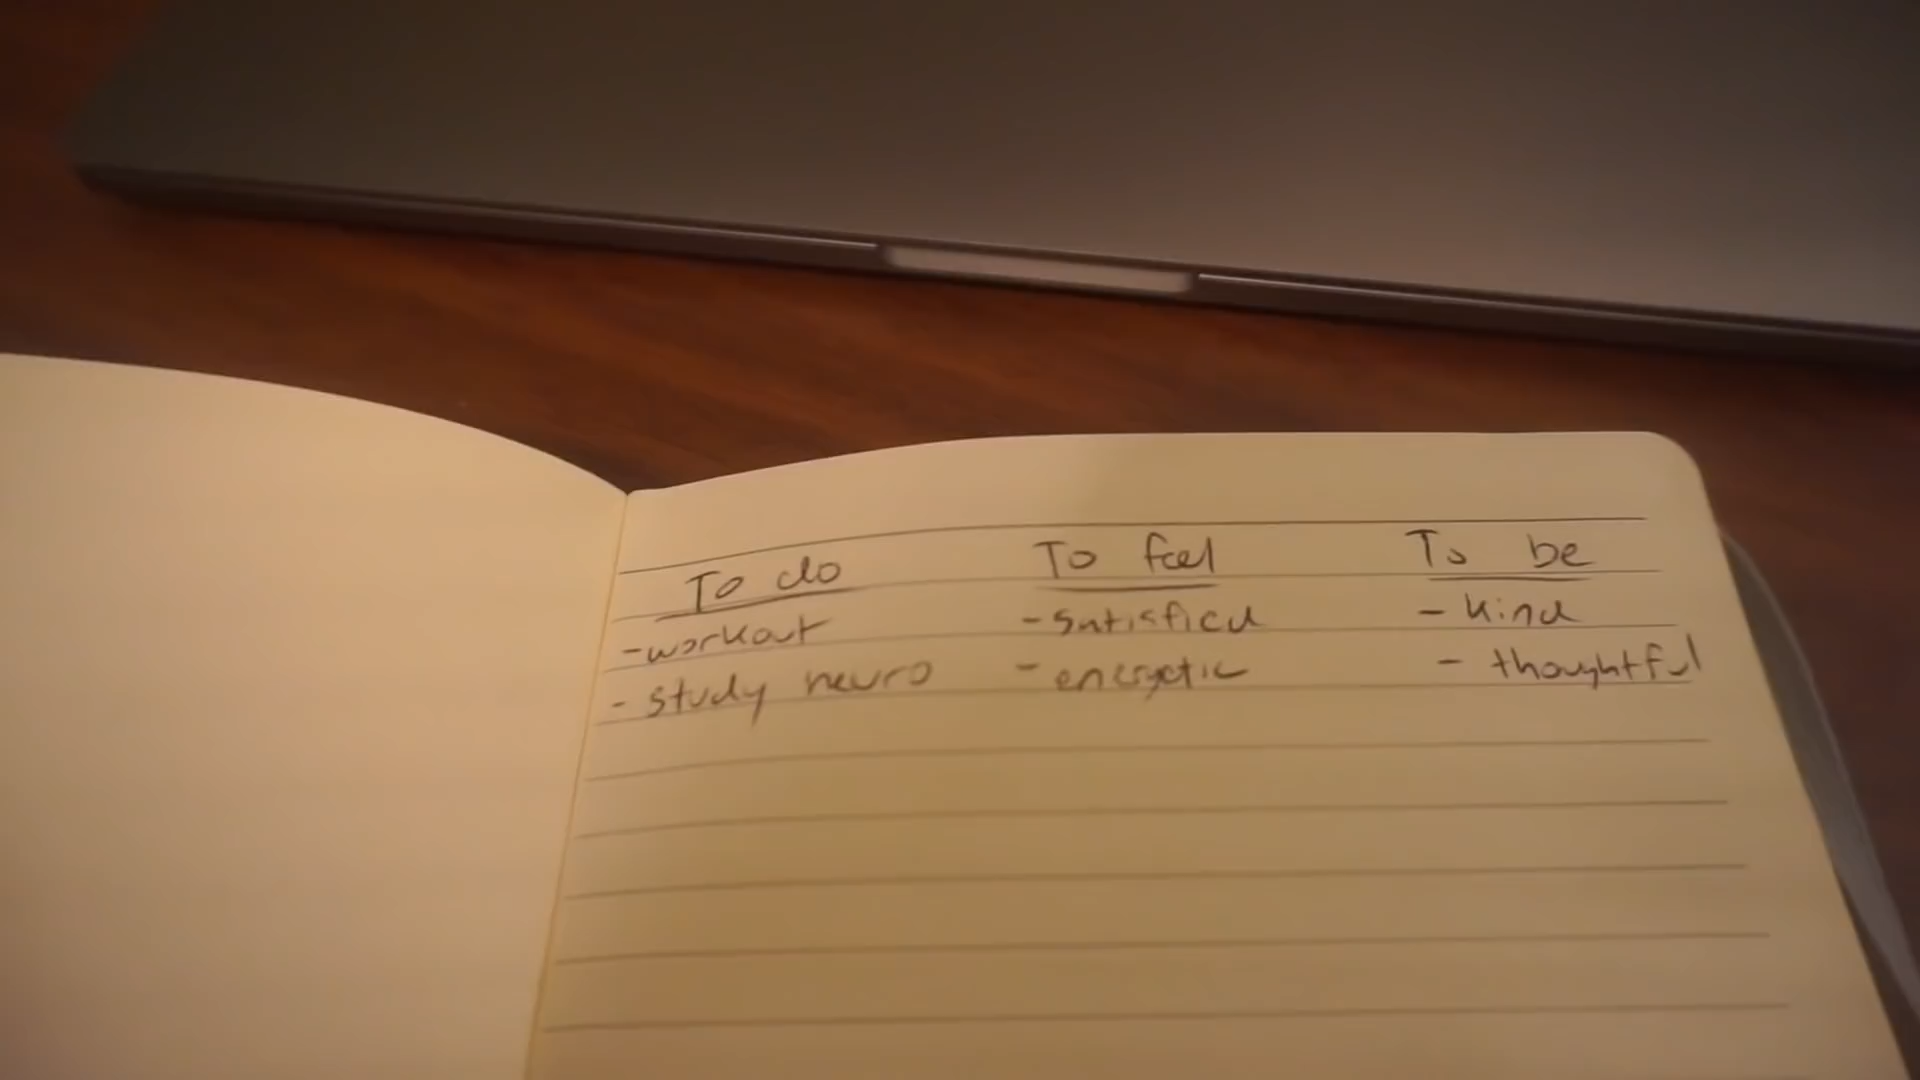 To do To feel To be
-workout -satisfied - kind
- study neuro - energetic - thoughtful